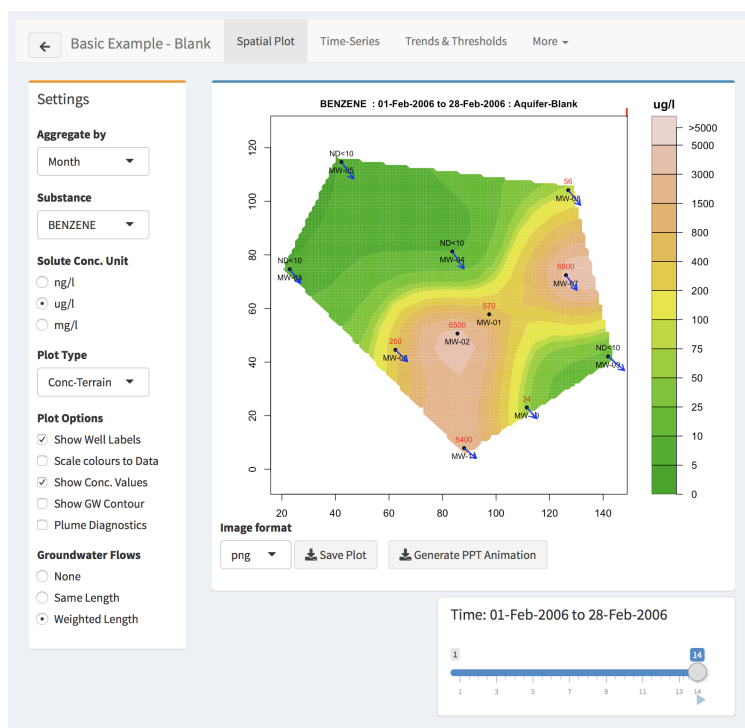 Basic Example - Blank
Spatial Plot
Time-Series
Trends & Thresholds
More
Settings
Aggregate by
Month
Substance
BENZENE
Solute Conc. Unit
ng/l
ug/l
mg/l
Plot Type
Conc-Terrain
Plot Options
Show Well Labels
Scale colours to Data
Show Conc. Values
Show GW Contour
Plume Diagnostics
Groundwater Flows
None
Same Length
Weighted Length
BENZENE : 01-Feb-2006 to 28-Feb-2006 : Aquifer-Blank
ug/l
>5000
5000
3000
1500
800
400
200
100
75
50
25
10
5
0
120
100
80
60
40
20
0
20
40
60
80
100
120
140
ND<10
MW-05
56
MW-08
ND<10
MW-04
ND<10
6800
MW-07
570
MW-01
6500
MW-02
260
ND<10
MW-09
34
5400
Image format
png
Save Plot
Generate PPT Animation
Time: 01-Feb-2006 to 28-Feb-2006
1
14
1
3
5
7
9
11
13
14